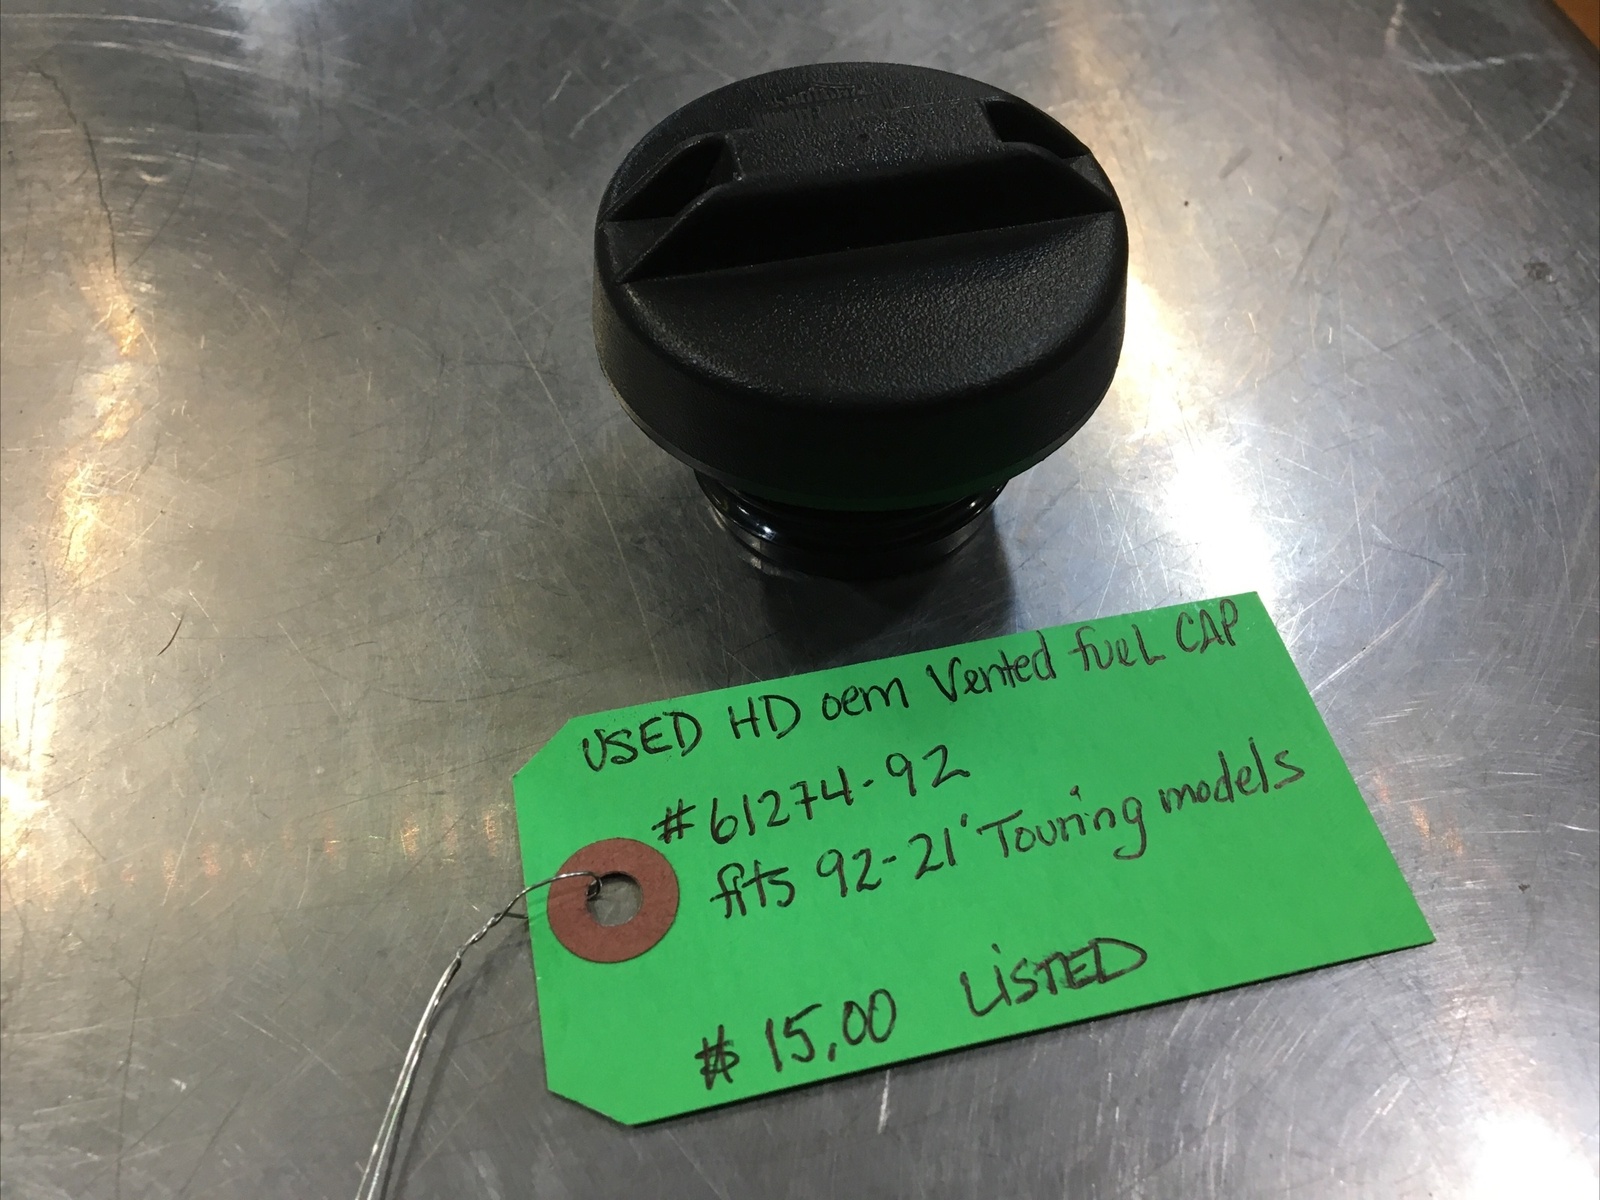 USED HD oem Vented fueL CAP
#61274-92
fits 92-21' Touring models
$ 15.00 LiSTED